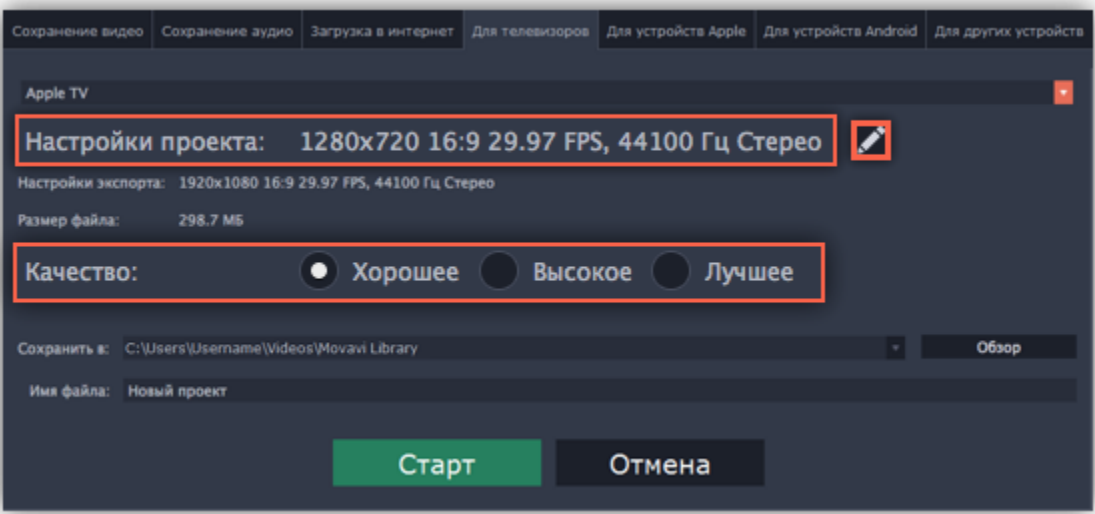 Сохранение видео Сохранение аудио Загрузка в интернет Для телевизоров Для устройств Apple Для устройств Android Для других устройств
Apple TV
Настройки проекта: 1280x720 16:9 29.97 FPS, 44100 Гц Стерео
Настройки экспорта: 1920x1080 16:9 29.97 FPS, 44100 Гц Стерео
Размер файла: 298.7 МБ
Качество: Хорошее Высокое Лучшее
Сохранить в: C:\Users\Username\Videos\Movavi Library Обзор
Имя файла: Новый проект
Старт Отмена